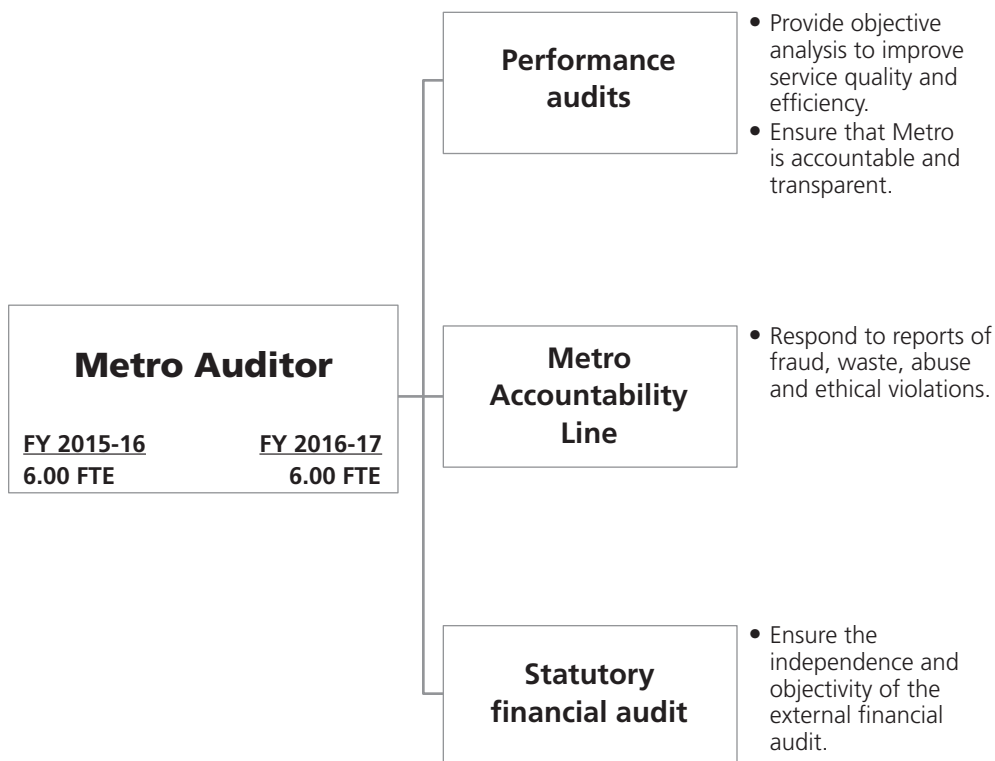 Performance
audits
• Provide objective
analysis to improve
service quality and
efficiency.
• Ensure that Metro
is accountable and
transparent.
Metro Auditor
FY 2015-16 FY 2016-17
6.00 FTE 6.00 FTE
Metro
Accountability
Line
• Respond to reports of
fraud, waste, abuse
and ethical violations.
Statutory
financial audit
• Ensure the
independence and
objectivity of the
external financial
audit.